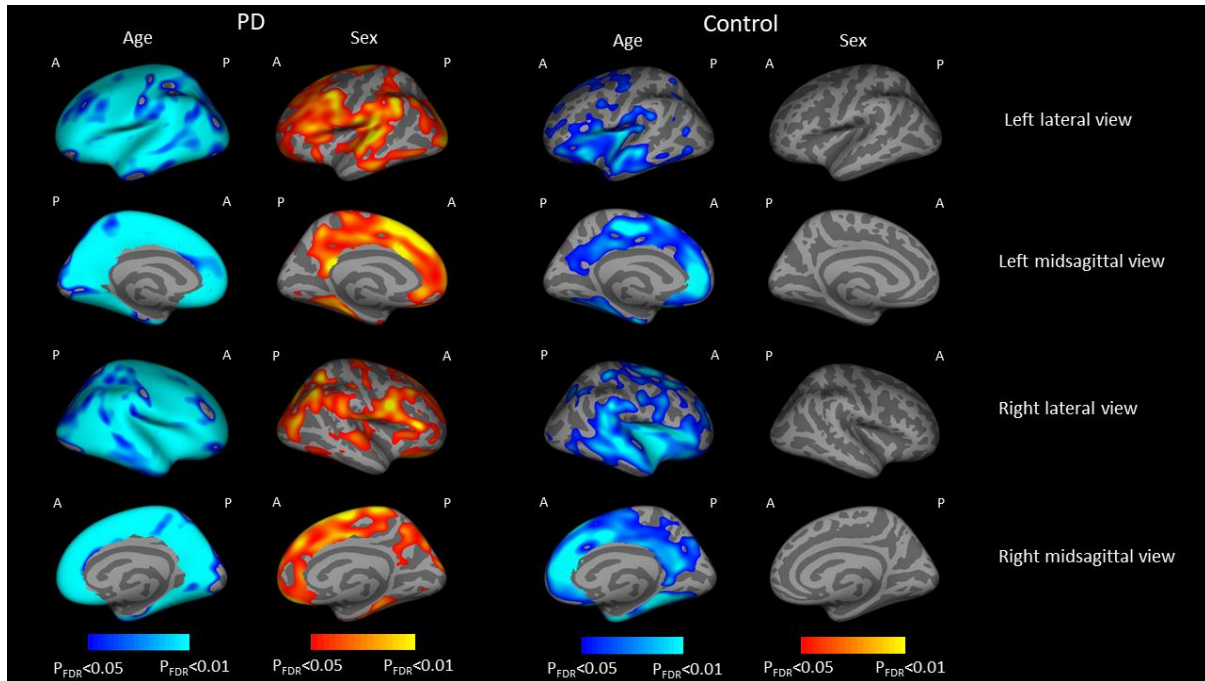 PD Control
Age Sex Age Sex
A P A P A P A P
Left lateral view
P A P A P A P A
Left midsagittal view
P A P A P A P A
Right lateral view
A P A P A P A P
Right midsagittal view
PFDR<0.05 PFDR<0.01 PFDR<0.05 PFDR<0.01 PFDR<0.05 PFDR<0.01 PFDR<0.05 PFDR<0.01